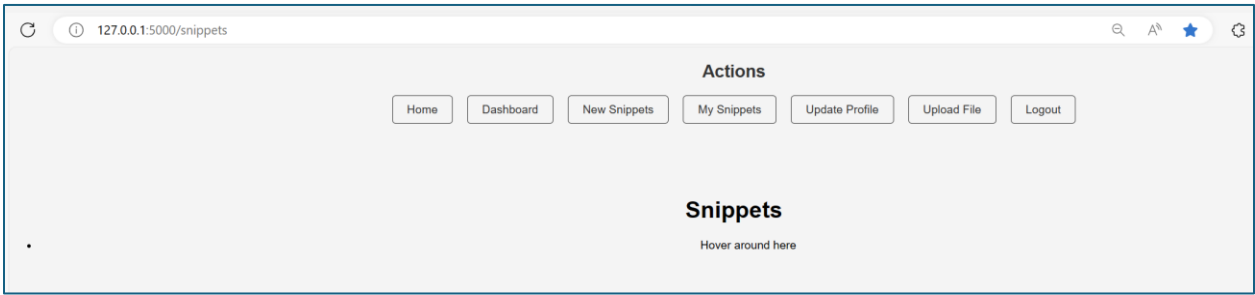 127.0.0.1:5000/snippets
Actions
Home Dashboard New Snippets My Snippets Update Profile Upload File Logout
Snippets
• Hover around here